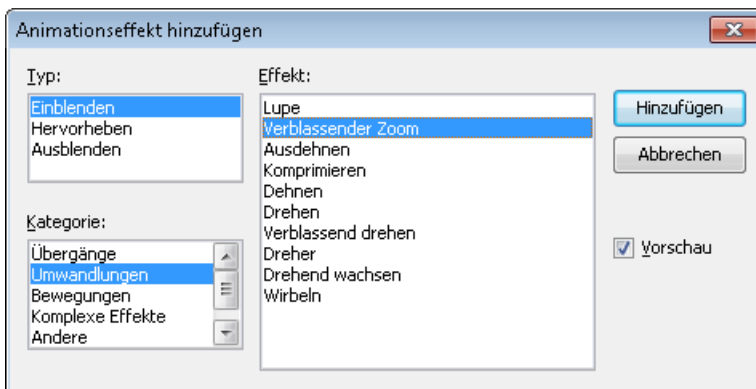 Animationseffekt hinzufügen
Typ:
Einblenden
Hervorheben
Ausblenden
Kategorie:
Übergänge
Umwandlungen
Bewegungen
Komplexe Effekte
Andere
Effekt:
Lupe
Verblassender Zoom
Ausdehnen
Komprimieren
Dehnen
Drehen
Verblassend drehen
Dreher
Drehend wachsen
Wirbeln
Hinzufügen
Abbrechen
Vorschau